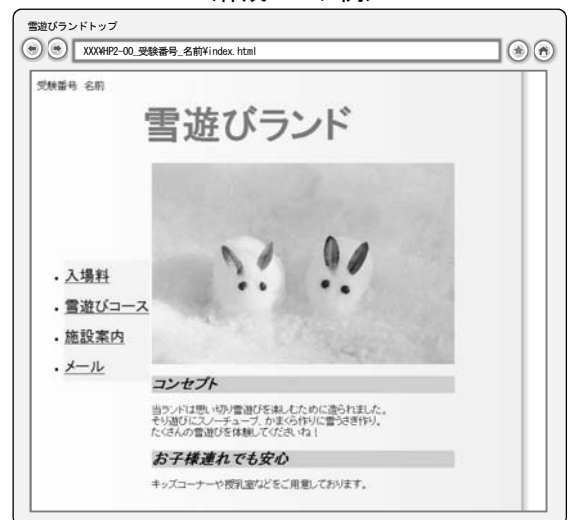 雪遊びランドトップ
XXX¥HP2-00_受験番号_名前¥index.html
受験番号 名前
雪遊びランド
・入場料
・雪遊びコース
・施設案内
・メール
コンセプト
当ランドは思い切り雪遊びを楽しむために造られました。
そり遊びにスノーチューブ、かまくら作りに雪うさぎ作り。
たくさんの雪遊びを体験してくださいね！
お子様連れでも安心
キッズコーナーや授乳室などをご用意しております。